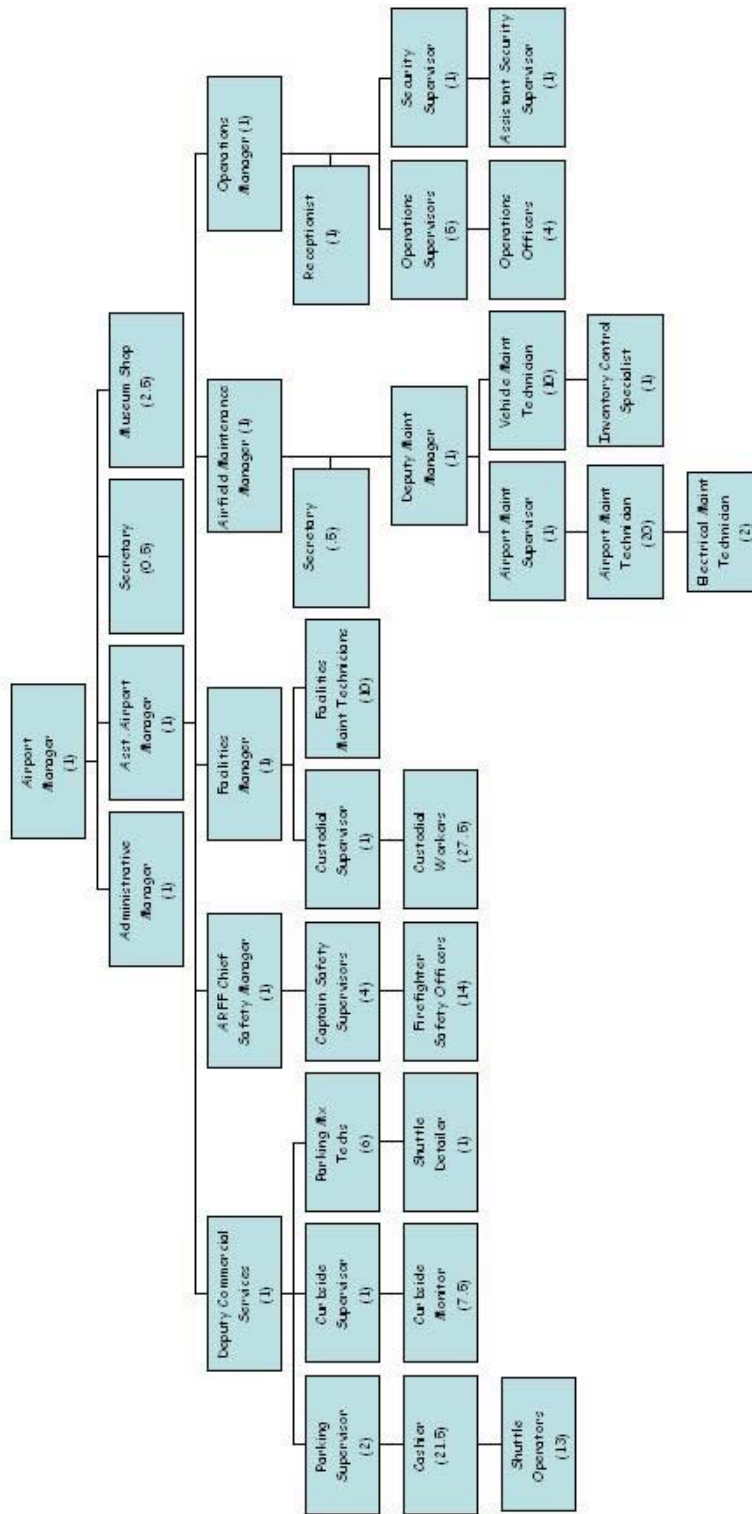 Airport
Manager
(1)
Administrative
Manager
(1)
Asst Airport
Manager
(1)
Secretary
(0.5)
Museum Shop
(2.5)
Deputy Commercial
Services
(1)
ARFF Chief
Safety Manager
(1)
Facilities
Manager
(1)
Airfield Maintenance
Manager (1)
Operations
Manager (1)
Parking
Supervisor
(2)
Curbside
Supervisor
(1)
Parking Mx
Techs
(6)
Captain Safety
Supervisors
(4)
Custodial
Supervisor
(1)
Facilities
Maint Technicians
(10)
Secretary
(.5)
Receptionist
(1)
Cashier
(21.5)
Curbside
Monitor
(7.5)
Shuttle
Detailer
(1)
Firefighter
Safety Officers
(14)
Custodial
Workers
(27.5)
Deputy Maint
Manager
(1)
Operations
Supervisors
Security
Supervisor
(1)
Shuttle
Operators
(13)
Airport Maint
Supervisor
(1)
Vehicle Maint
Technician
(10)
Operations
Officers
(4)
Assistant Security
Supervisor
(1)
Airport Maint
Technician
(20)
Inventory Control
Specialist
(1)
Electrical Maint
Technician
(2)